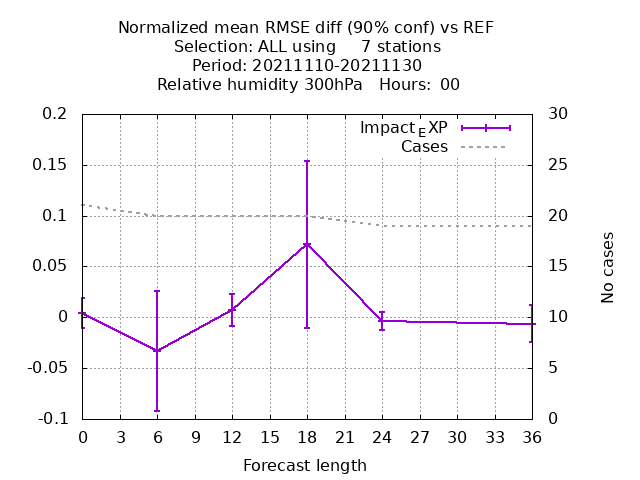 Normalized mean RMSE diff (90% conf) vs REF
Selection: ALL using     7 stations
Period: 20211110-20211130
Relative humidity 300hPa   Hours: 00
Impact_EXP
Cases
0.2
0.15
0.1
0.05
0
-0.05
-0.1
30
25
20
15
10
5
0
No cases
0 3 6 9 12 15 18 21 24 27 30 33 36
Forecast length